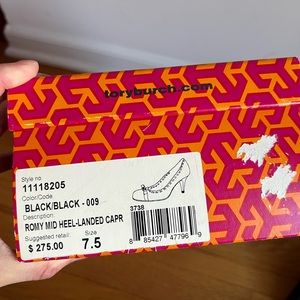 toryburch.com
Style no.
11118205
Color/Code:
BLACK/BLACK - 009
Description:
ROMY MID HEEL-LANDED CAPR
Suggested retail: Size
$ 275.00 7.5
3738
8 85427 47796 9